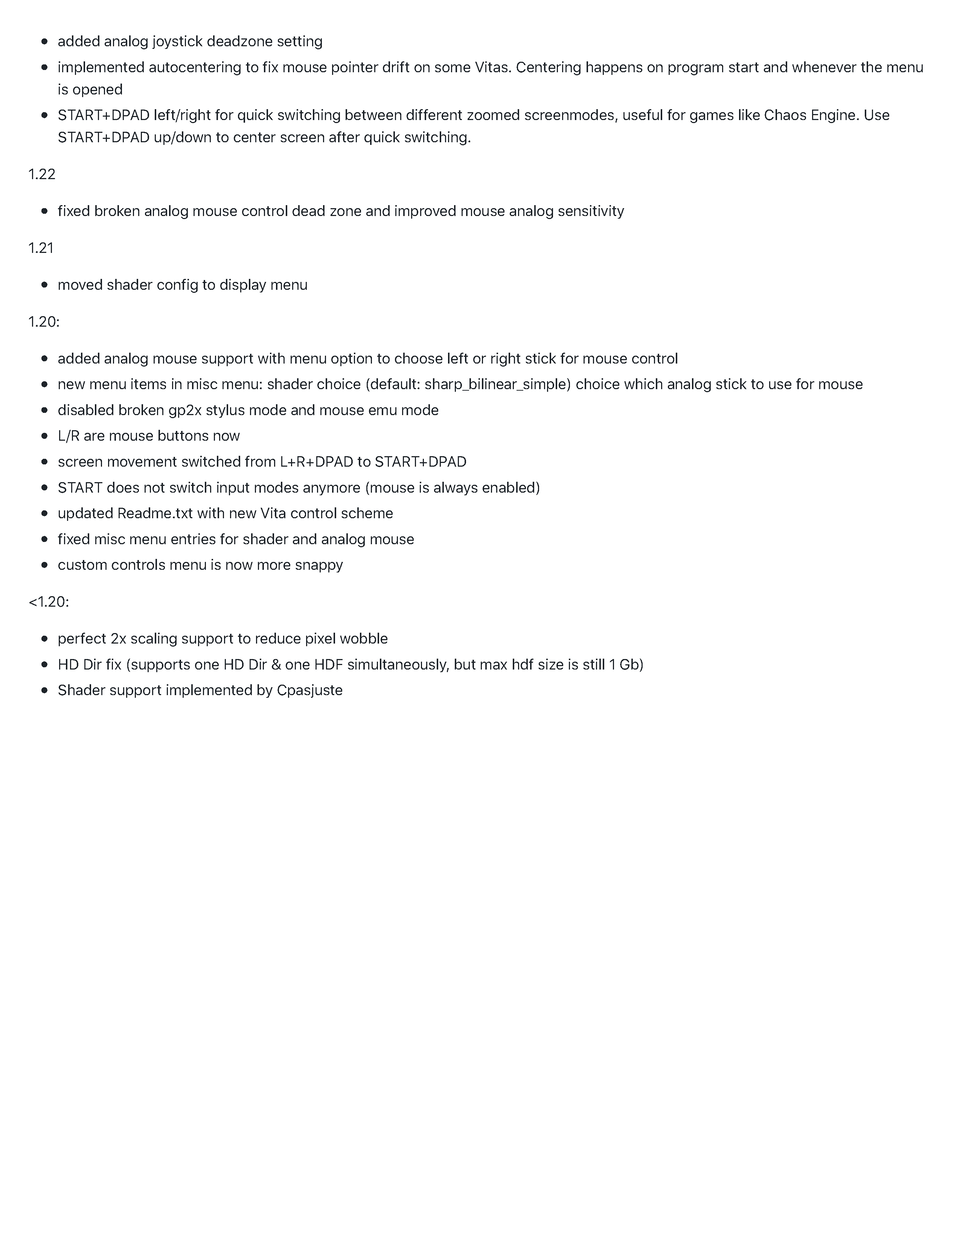 • added analog joystick deadzone setting
• implemented autocentering to fix mouse pointer drift on some Vitas. Centering happens on program start and whenever the menu
is opened
• START+DPAD left/right for quick switching between different zoomed screenmodes, useful for games like Chaos Engine. Use
START+DPAD up/down to center screen after quick switching.
1.22
• fixed broken analog mouse control dead zone and improved mouse analog sensitivity
1.21
• moved shader config to display menu
1.20:
• added analog mouse support with menu option to choose left or right stick for mouse control
• new menu items in misc menu: shader choice (default: sharp_bilinear_simple) choice which analog stick to use for mouse
• disabled broken gp2x stylus mode and mouse emu mode
• L/R are mouse buttons now
• screen movement switched from L+R+DPAD to START+DPAD
• START does not switch input modes anymore (mouse is always enabled)
• updated Readme.txt with new Vita control scheme
• fixed misc menu entries for shader and analog mouse
• custom controls menu is now more snappy
<1.20:
• perfect 2x scaling support to reduce pixel wobble
• HD Dir fix (supports one HD Dir & one HDF simultaneously, but max hdf size is still 1 Gb)
• Shader support implemented by Cpasjuste